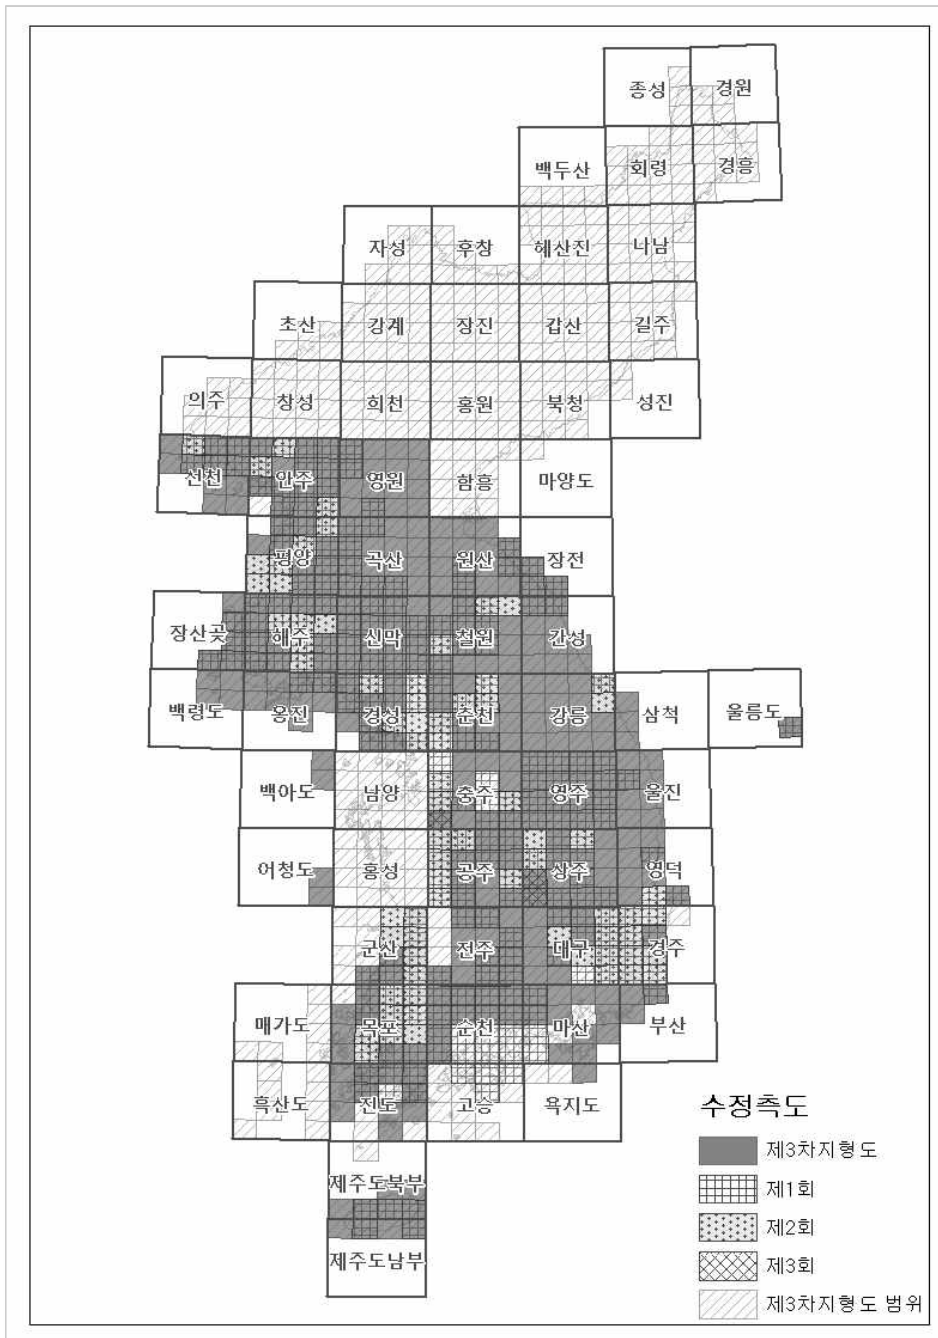 종성 경원
백두산 회령 경흥
자성 후창 혜산진 나남
초산 강계 장진 갑산 길주
의주 창성 희천 홍원 북청 성진
선천 안주 영원 함흥 마양도
평양 곡산 원산 장전
장산곶 해주 신막 철원 간성
백령도 옹진 경성 춘천 강릉 삼척 울릉도
백아도 남양 충주 영주 울진
어청도 홍성 공주 상주 영덕
군산 전주 대구 경주
매가도 목포 순천 마산 부산
흑산도 진도 고흥 욕지도
제주도북부
제주도남부
수정측도
제3차지형도
제1회
제2회
제3회
제3차지형도 범위